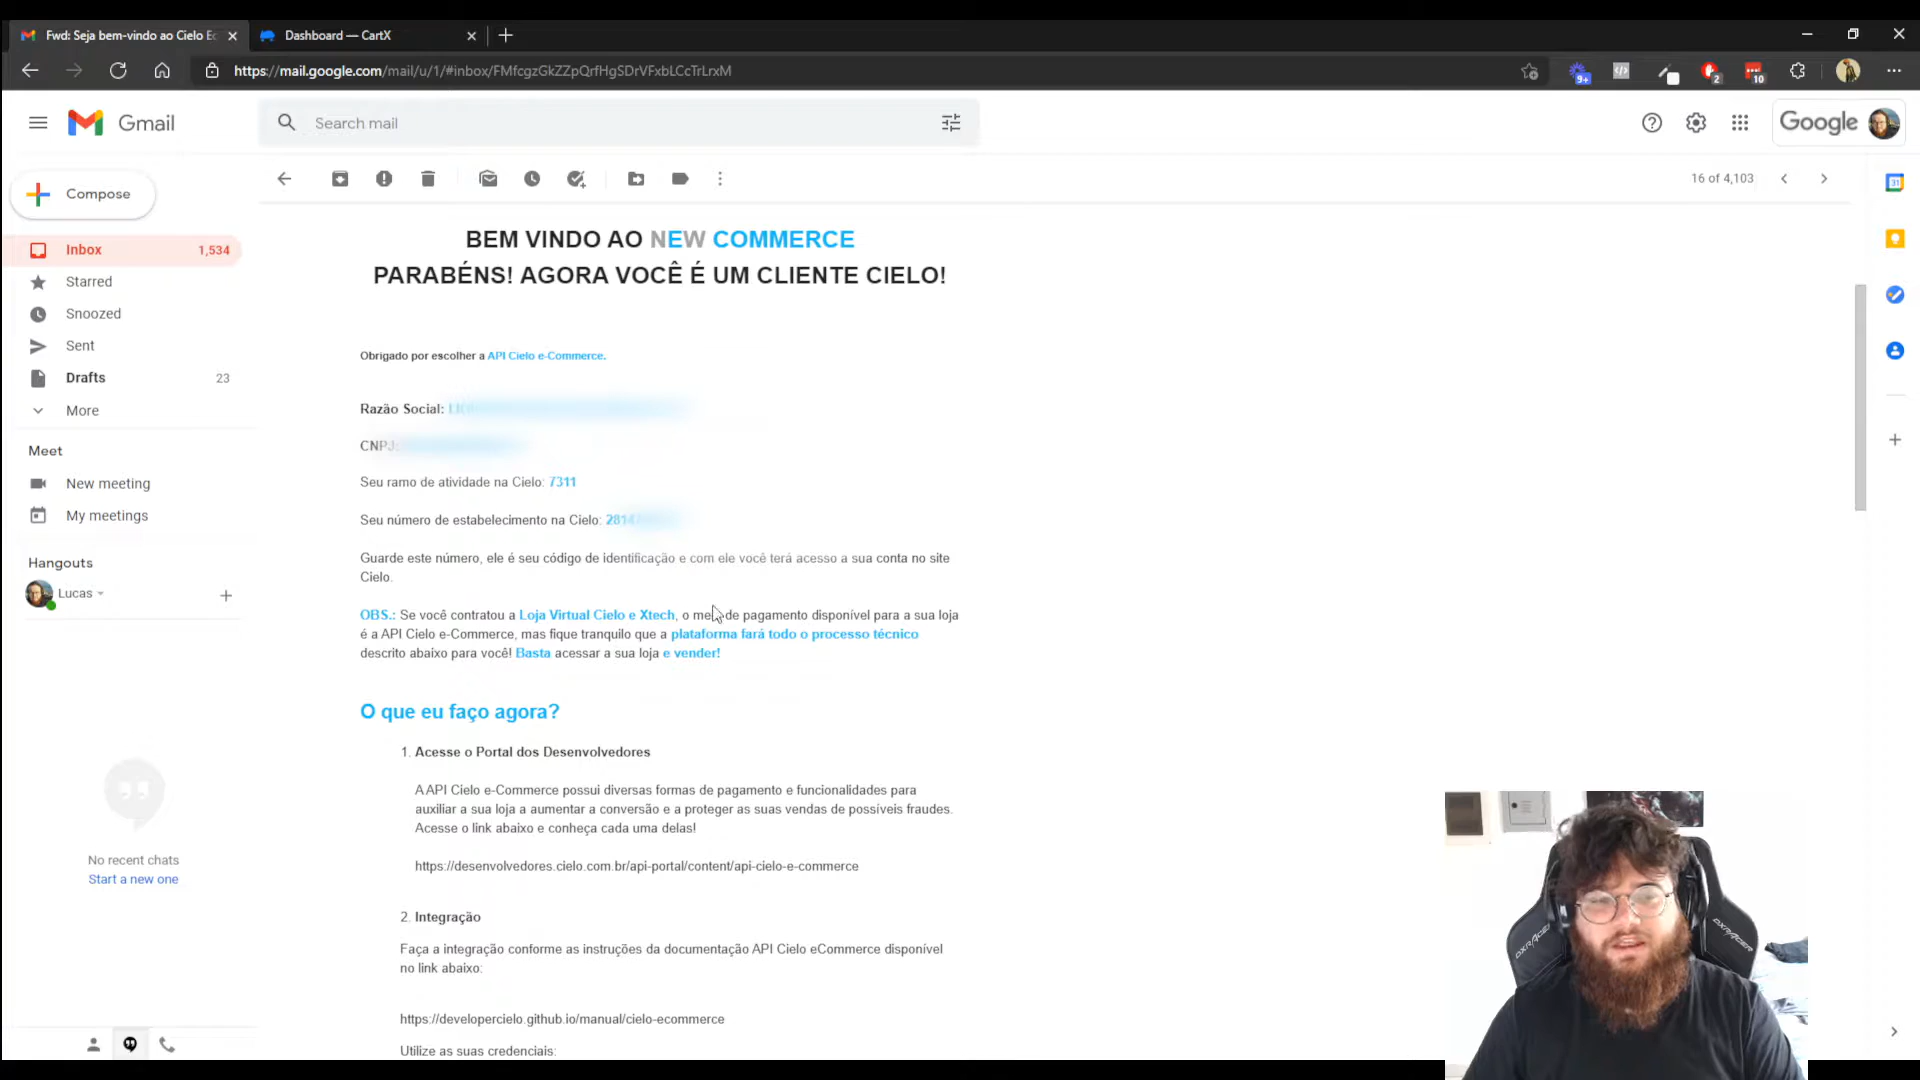 Fwd: Seja bem-vindo ao Cielo Ec
Dashboard — CartX
https://mail.google.com/mail/u/1/#inbox/FMfcgzGkZZpQrfHgSDrVFxbLCcTrLrxM
9+
2
10
Gmail
Search mail
Google
Compose
16 of 4,103
31
Inbox 1,534
Starred
Snoozed
Sent
Drafts 23
More
Meet
New meeting
My meetings
Hangouts
Lucas
No recent chats
Start a new one
BEM VINDO AO NEW COMMERCE
PARABÉNS! AGORA VOCÊ É UM CLIENTE CIELO!
Obrigado por escolher a API Cielo e-Commerce.
Razão Social:
CNPJ:
Seu ramo de atividade na Cielo: 7311
Seu número de estabelecimento na Cielo: 2814
Guarde este número, ele é seu código de identificação e com ele você terá acesso a sua conta no site
Cielo.
OBS.: Se você contratou a Loja Virtual Cielo e Xtech, o meio de pagamento disponível para a sua loja
é a API Cielo e-Commerce, mas fique tranquilo que a plataforma fará todo o processo técnico
descrito abaixo para você! Basta acessar a sua loja e vender!
O que eu faço agora?
1. Acesse o Portal dos Desenvolvedores
A API Cielo e-Commerce possui diversas formas de pagamento e funcionalidades para
auxiliar a sua loja a aumentar a conversão e a proteger as suas vendas de possíveis fraudes.
Acesse o link abaixo e conheça cada uma delas!
https://desenvolvedores.cielo.com.br/api-portal/content/api-cielo-e-commerce
2. Integração
Faça a integração conforme as instruções da documentação API Cielo eCommerce disponível
no link abaixo:
https://developercielo.github.io/manual/cielo-ecommerce
Utilize as suas credenciais:
DXRACER
DXRACER